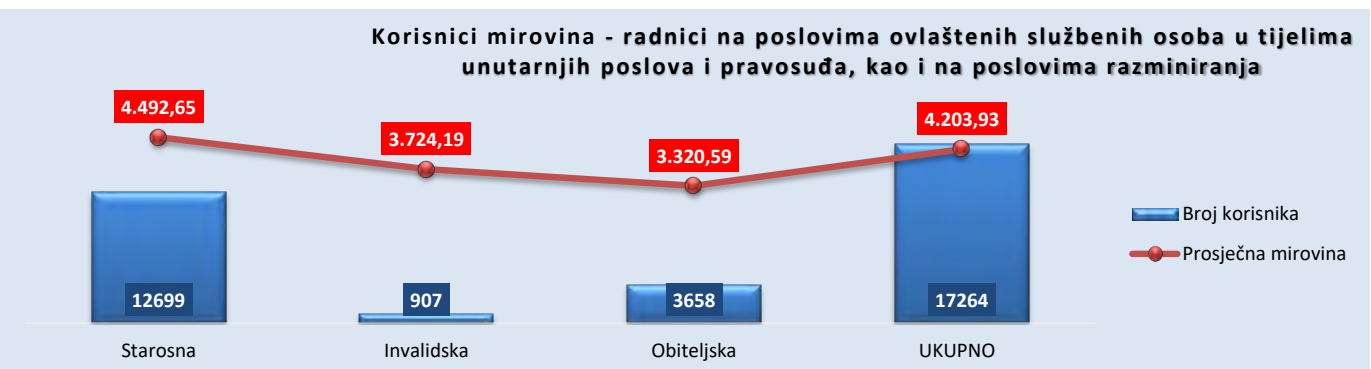 Korisnici mirovina - radnici na poslovima ovlaštenih službenih osoba u tijelima
unutarnjih poslova i pravosuđa, kao i na poslovima razminiranja
4.492,65
3.724,19
3.320,59
4.203,93
Broj korisnika
Prosječna mirovina
12699
907
3658
17264
Starosna
Invalidska
Obiteljska
UKUPNO